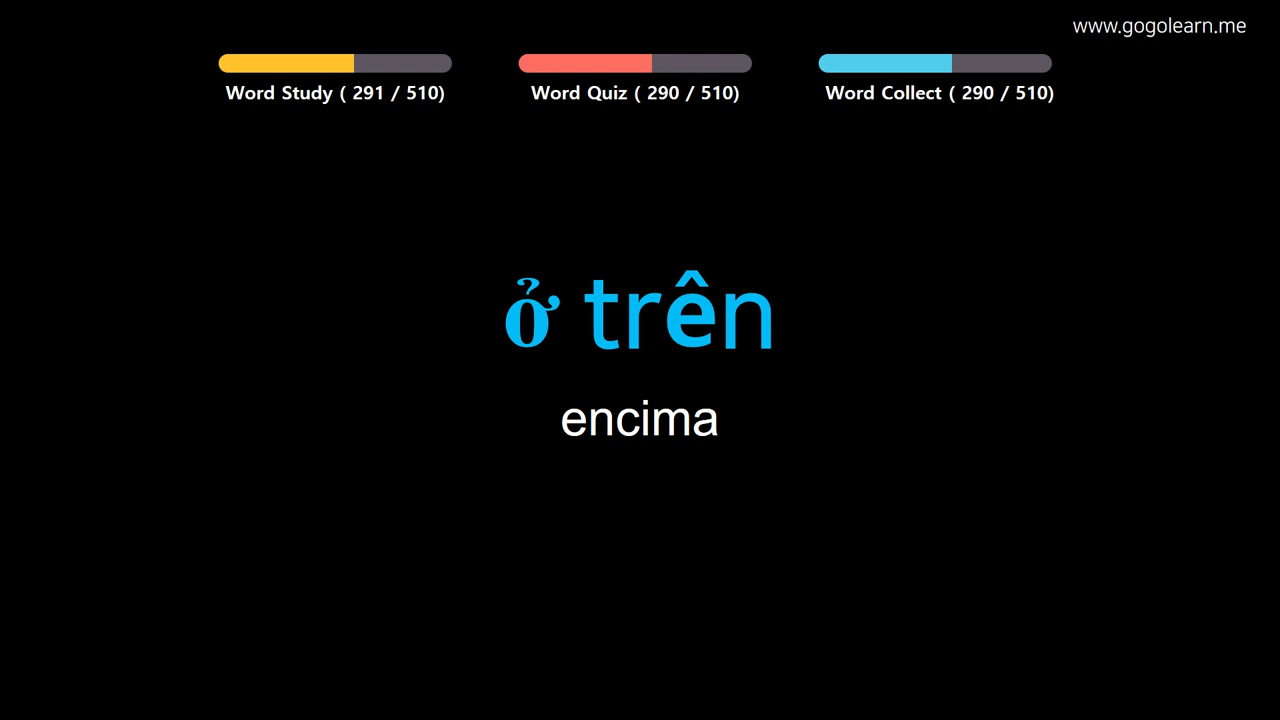 www.gogolearn.me
Word Study ( 291 / 510)
Word Quiz ( 290 / 510)
Word Collect ( 290 / 510)
ở trên
encima